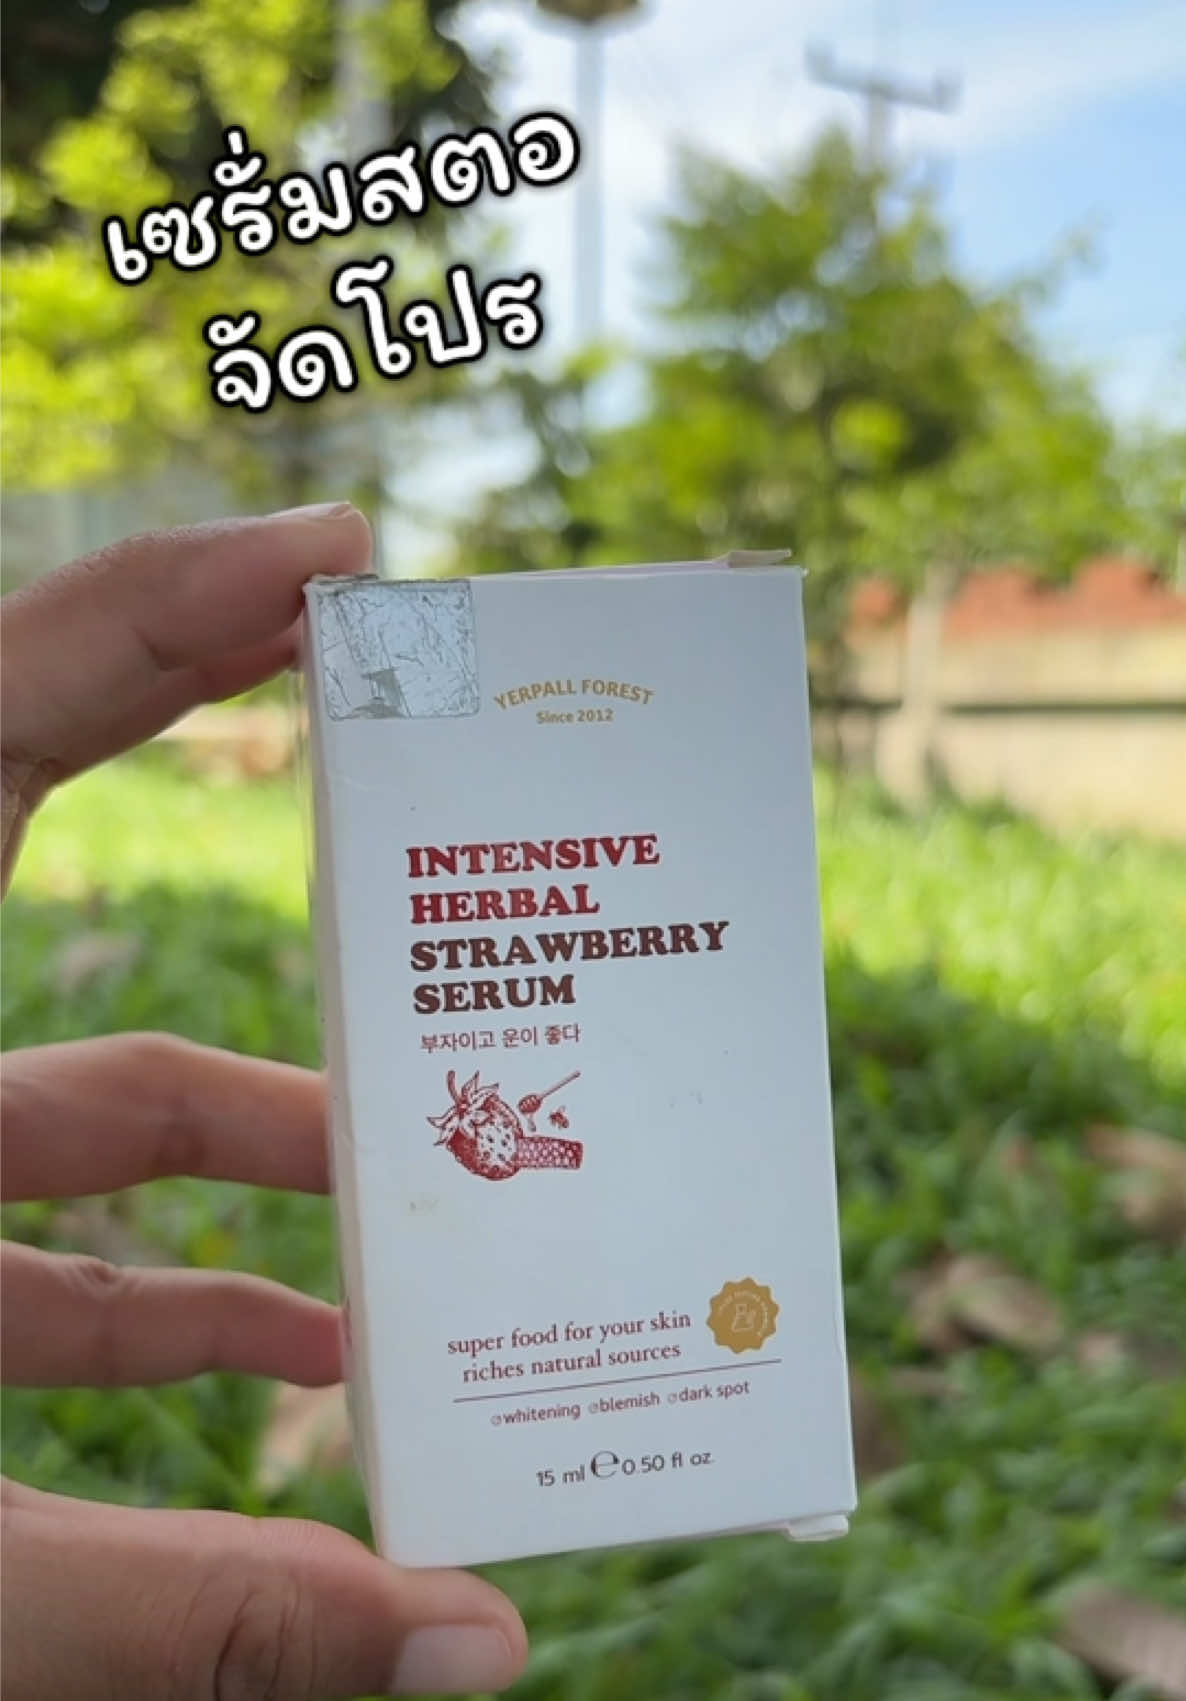 เซรั่มสตอ
จัดโปร
YERPALL FOREST
Since 2012
INTENSIVE
HERBAL
STRAWBERRY
SERUM
부자이고 운이 좋다
super food for your skin
riches natural sources
whitening blemish dark spot
15 ml ℮ 0.50 fl oz.